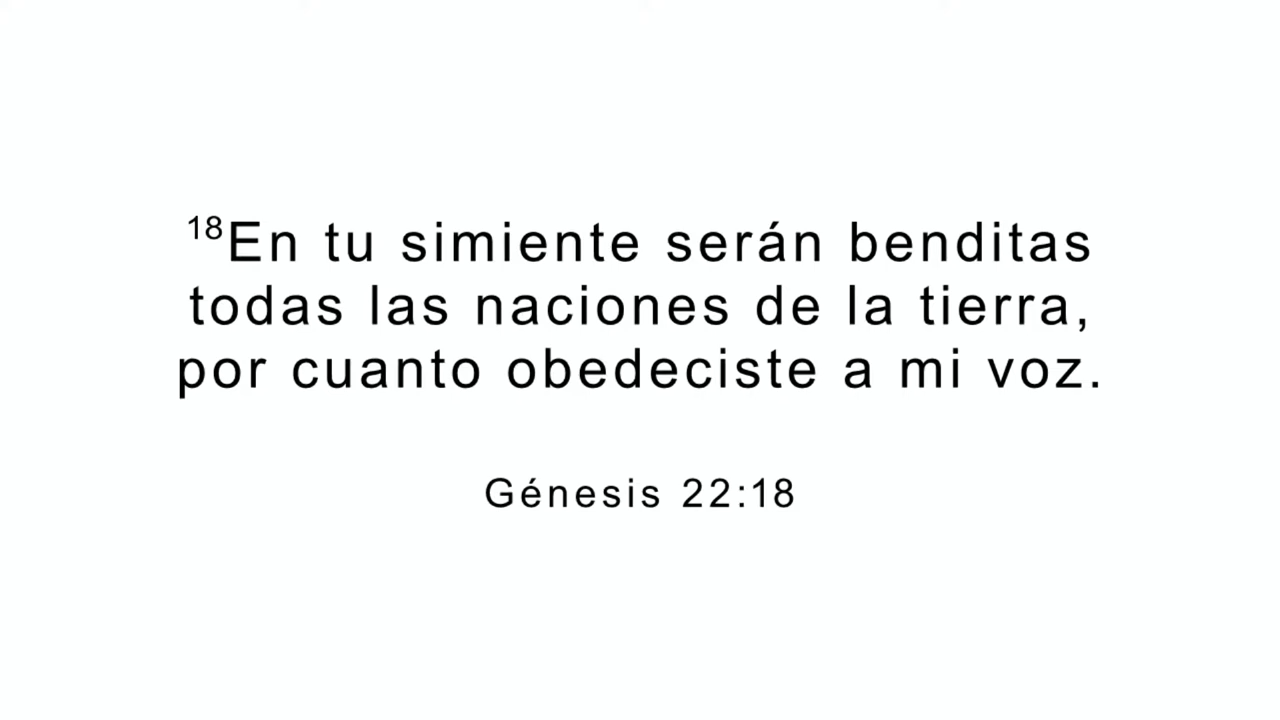 18En tu simiente serán benditas
todas las naciones de la tierra,
por cuanto obedeciste a mi voz.
Génesis 22:18